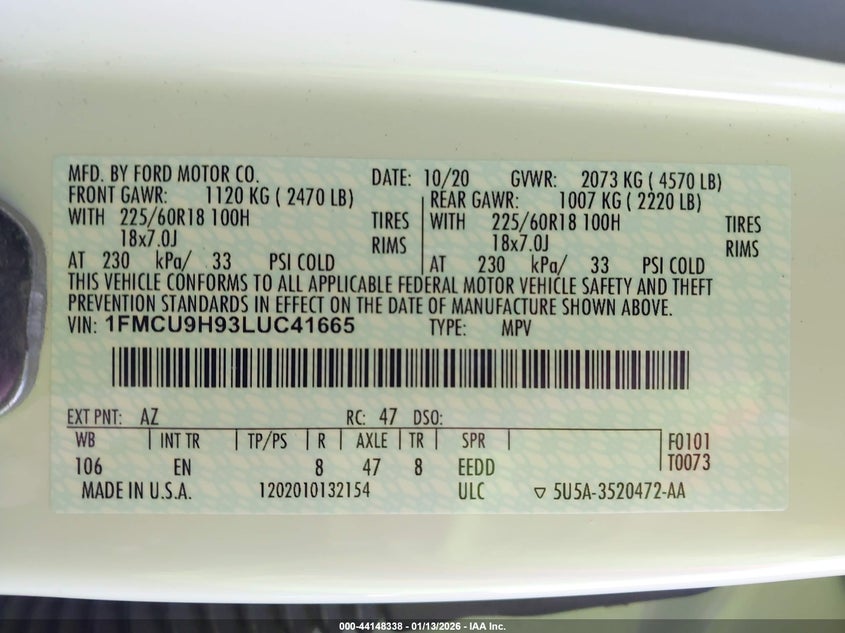 MFD. BY FORD MOTOR CO. DATE: 10/20 GVWR: 2073 KG ( 4570 LB)
FRONT GAWR: 1120 KG ( 2470 LB) REAR GAWR: 1007 KG ( 2220 LB)
WITH 225/60R18 100H TIRES WITH 225/60R18 100H TIRES
18x7.0J RIMS 18x7.0J RIMS
AT 230 kPa/ 33 PSI COLD AT 230 kPa/ 33 PSI COLD
THIS VEHICLE CONFORMS TO ALL APPLICABLE FEDERAL MOTOR VEHICLE SAFETY AND THEFT
PREVENTION STANDARDS IN EFFECT ON THE DATE OF MANUFACTURE SHOWN ABOVE.
VIN: 1FMCU9H93LUC41665 TYPE: MPV
EXT PNT: AZ RC: 47 DSO:
WB INT TR TP/PS R AXLE TR SPR F0101
106 EN 8 47 8 EEDD T0073
MADE IN U.S.A. 1202010132154 ULC ▽ 5U5A-3520472-AA
000-44148338 - 01/13/2026 - IAA Inc.